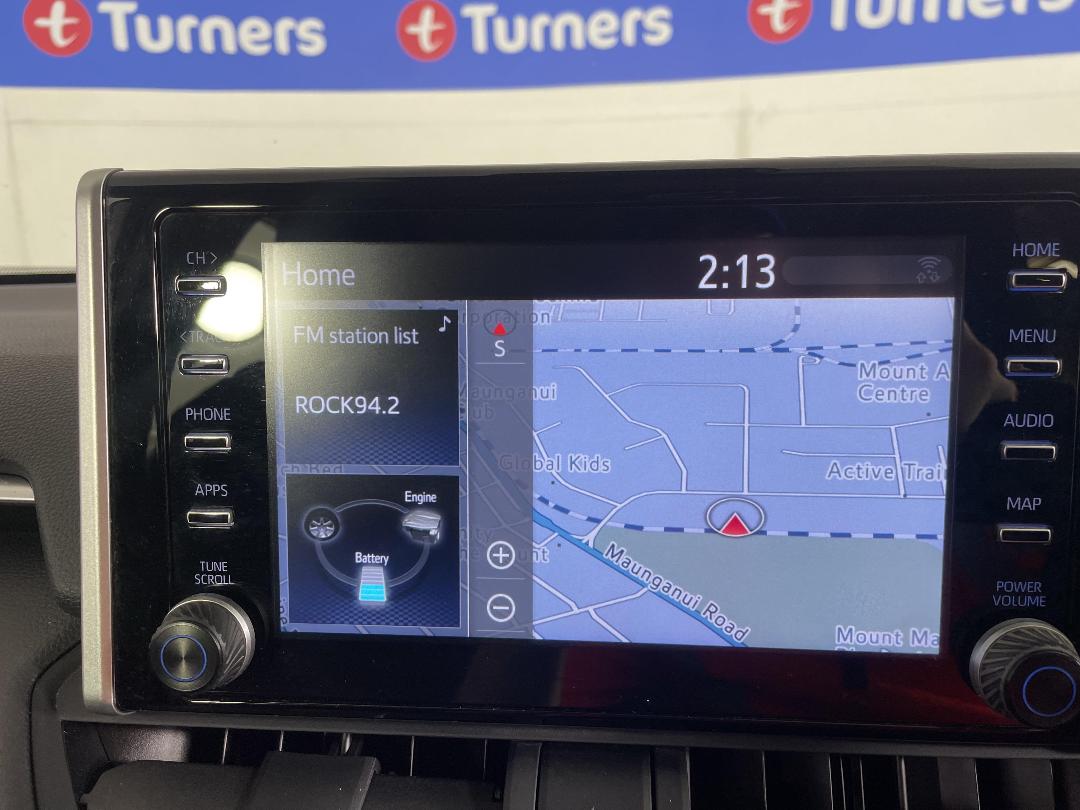 t Turners
t Turners
t Turners
CH >
PHONE
APPS
TUNE
SCROLL
Home
2:13
FM station list
ROCK94.2
Engine
Battery
S
Maunganui
Global Kids
Mount A
Centre
Active Trai
Maunganui Road
Mount Ma
HOME
MENU
AUDIO
MAP
POWER
VOLUME